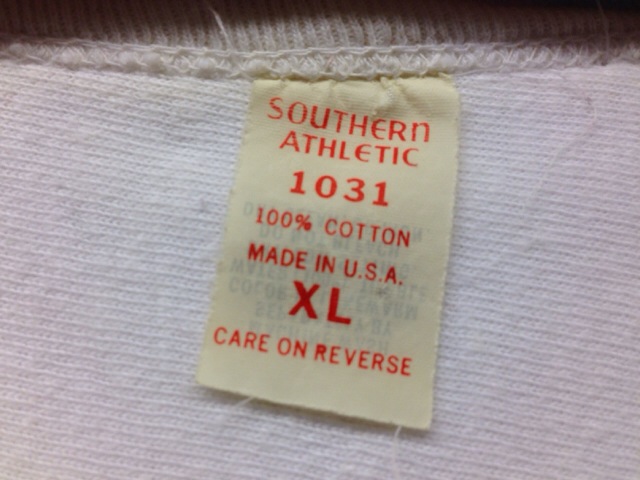 SOUTHERN
ATHLETIC
1031
100% COTTON
MADE IN U.S.A.
XL
CARE ON REVERSE